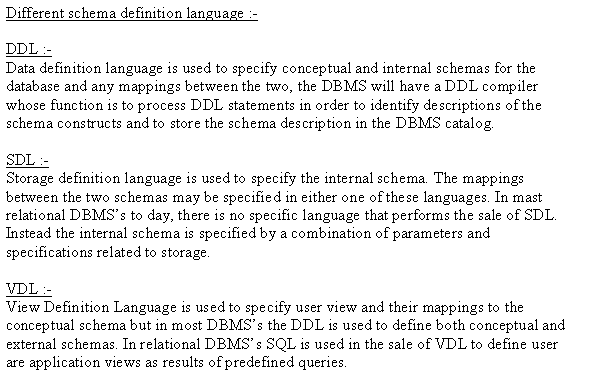 Different schema definition language :-
DDL :-
Data definition language is used to specify conceptual and internal schemas for the
database and any mappings between the two, the DBMS will have a DDL compiler
whose function is to process DDL statements in order to identify descriptions of the
schema constructs and to store the schema description in the DBMS catalog.
SDL :-
Storage definition language is used to specify the internal schema. The mappings
between the two schemas may be specified in either one of these languages. In mast
relational DBMS's to day, there is no specific language that performs the sale of SDL.
Instead the internal schema is specified by a combination of parameters and
specifications related to storage.
VDL :-
View Definition Language is used to specify user view and their mappings to the
conceptual schema but in most DBMS's the DDL is used to define both conceptual and
external schemas. In relational DBMS's SQL is used in the sale of VDL to define user
are application views as results of predefined queries.